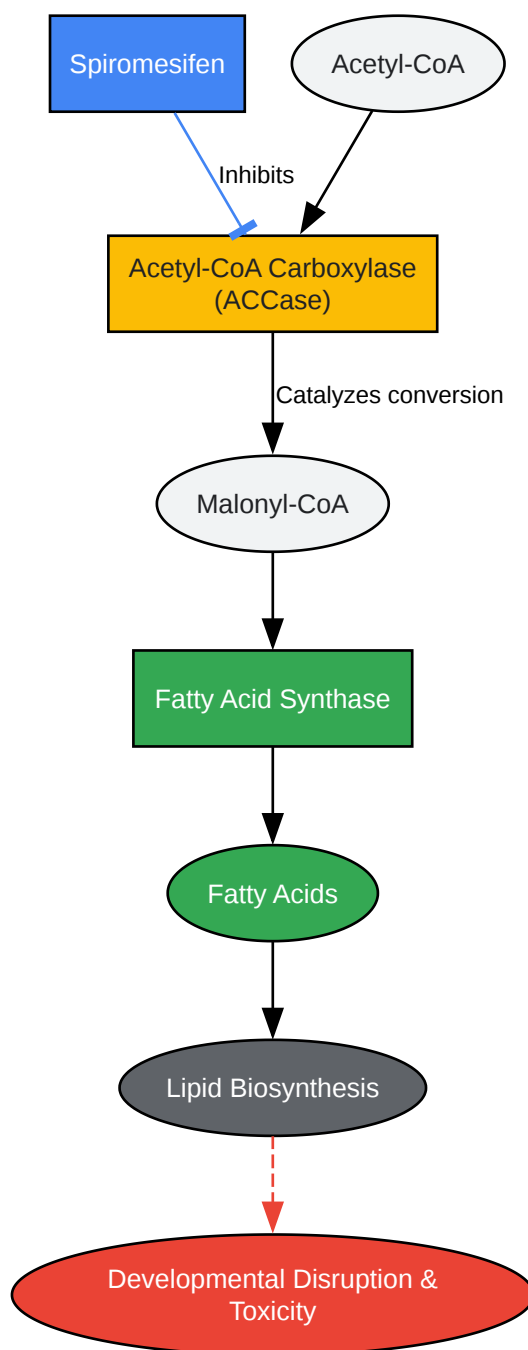 Spiromesifen
Acetyl-CoA
Inhibits
Acetyl-CoA Carboxylase
(ACCase)
Catalyzes conversion
Malonyl-CoA
Fatty Acid Synthase
Fatty Acids
Lipid Biosynthesis
Developmental Disruption &
Toxicity